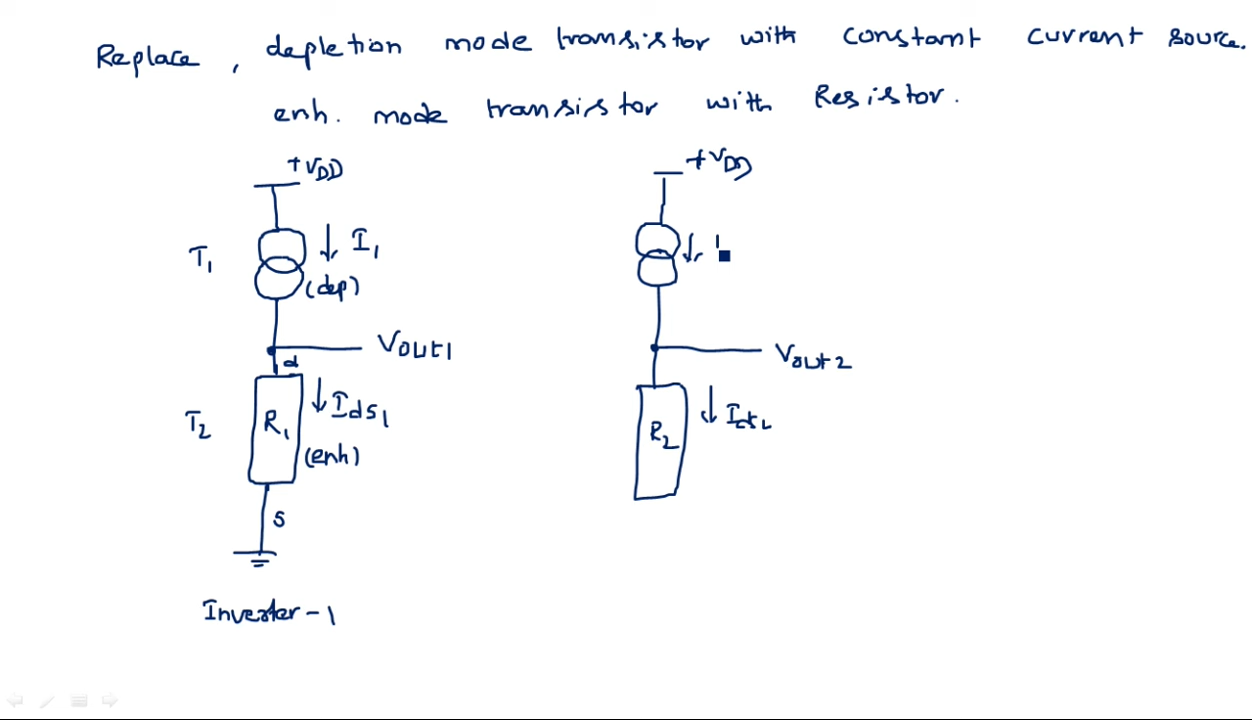 Replace, depletion mode transistor with constant current source.
enh. mode transistor with Resistor.
+VDD
+VDD
T1
I1
(dep)
VOUT1
Vout2
d
T2
R1
Ids1
(enh)
R2
Ids2
S
Inverter-1